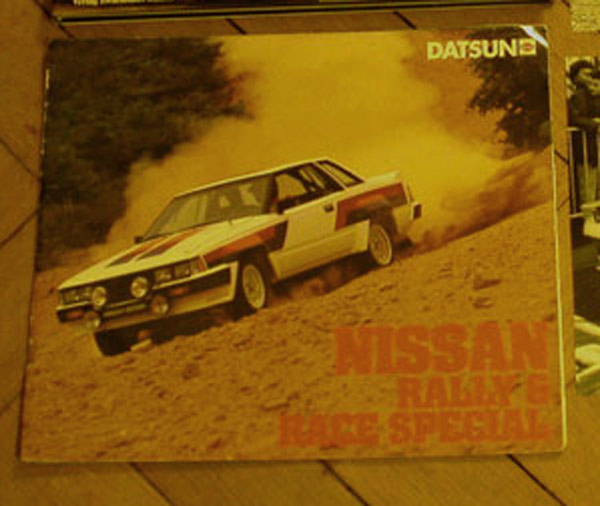 DATSUN
NISSAN
RALLY &
RACE SPECIAL